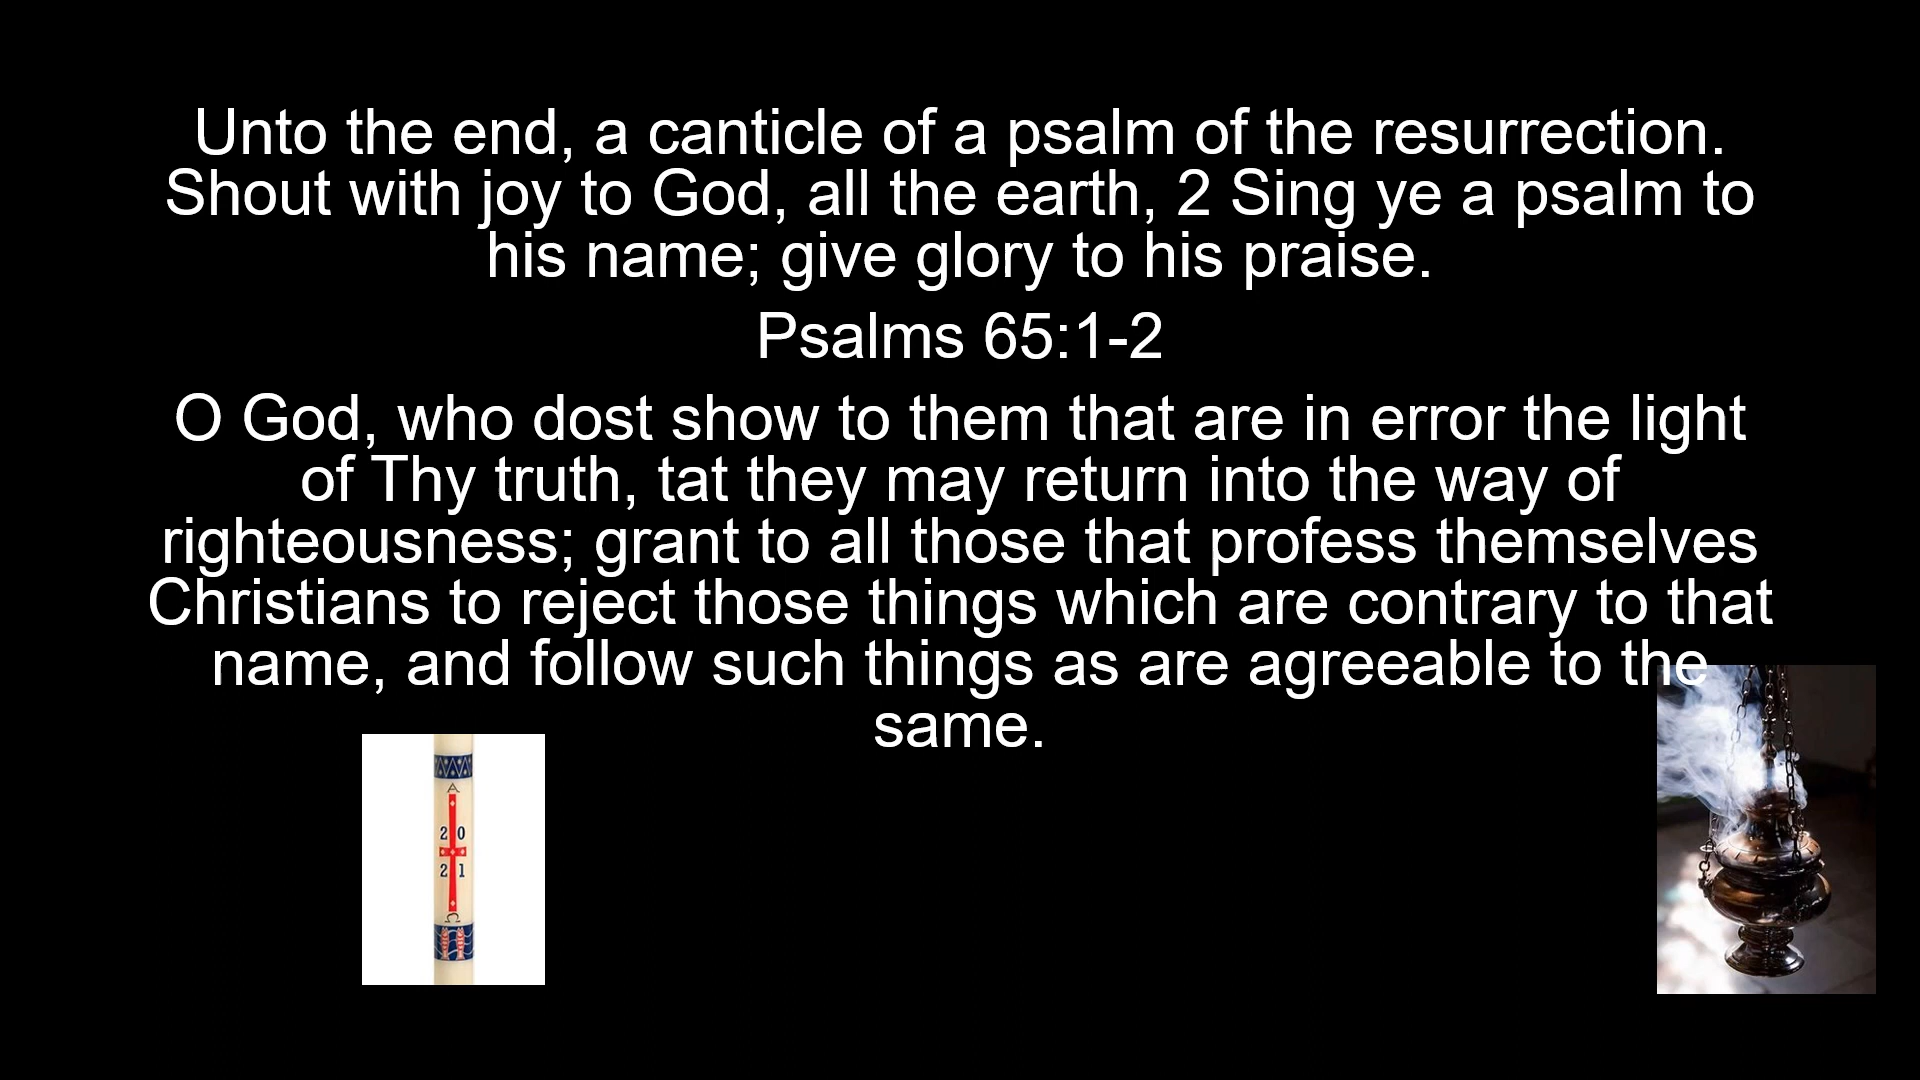 Unto the end, a canticle of a psalm of the resurrection.
Shout with joy to God, all the earth, 2 Sing ye a psalm to
his name; give glory to his praise.
Psalms 65:1-2
O God, who dost show to them that are in error the light
of Thy truth, tat they may return into the way of
righteousness; grant to all those that profess themselves
Christians to reject those things which are contrary to that
name, and follow such things as are agreeable to the
same.
A
2 0
2 1